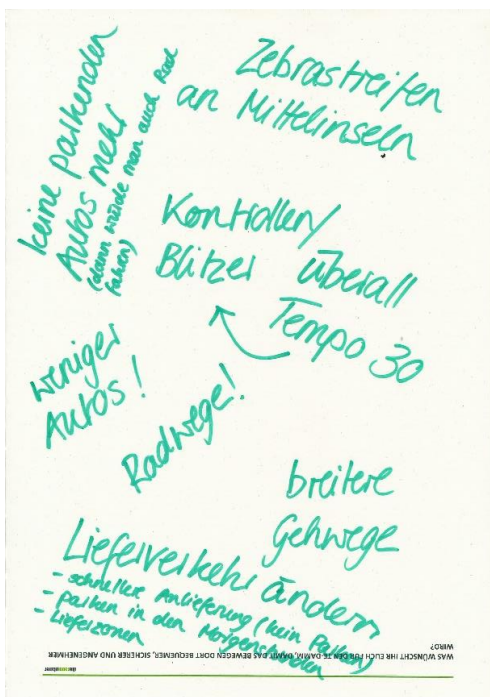 Zebrastreifen
an Mittelinseln
keine parkenden
Autos mehr
(dann würde man auch Rad
fahren)
Kontrollen/
Blitzer
überall
Tempo 30
weniger
Autos!
Radwege!
breitere
Gehwege
Lieferverkehr ändern
- schnellere Anlieferung (kein Parken)
- parken in den Morgenstunden
- Lieferzonen
WAS WÜNSCHT IHR EUCH FÜR DEN TE DAMM, DAMIT DAS BEWEGEN DORT BEQUEMER, SICHERER UND ANGENEHMER
WIRD?